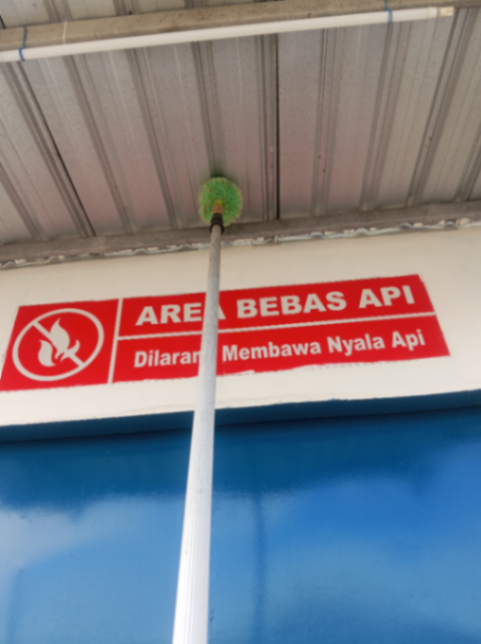 AREA BEBAS API
Dilarang Membawa Nyala Api